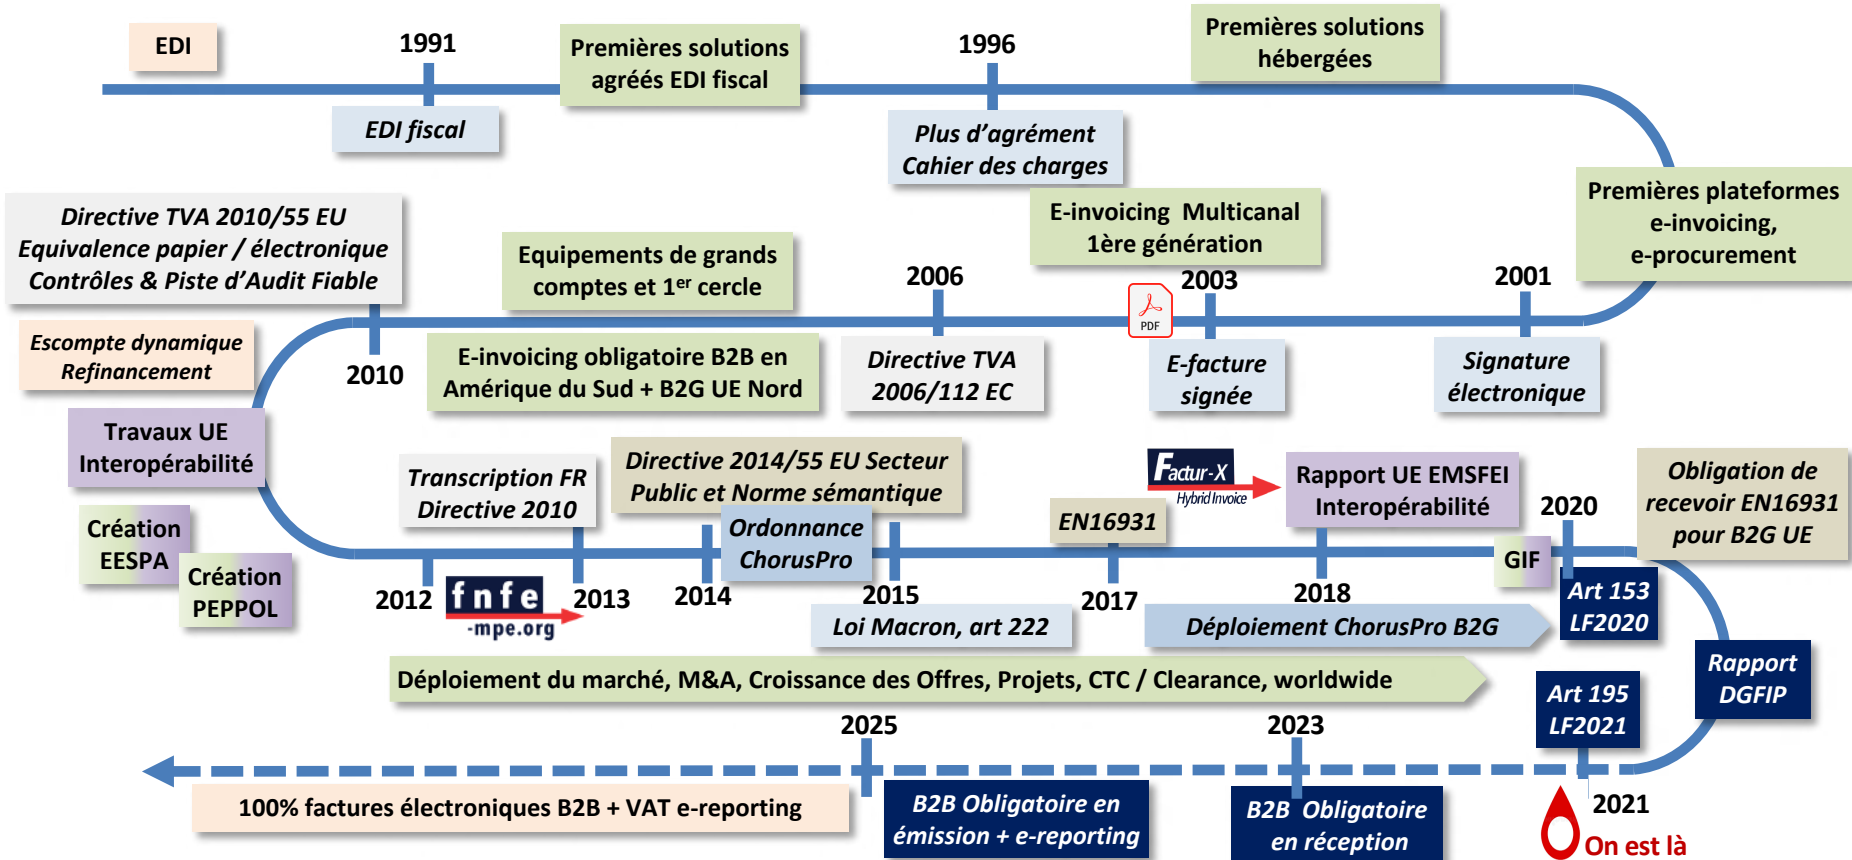 EDI
1991
Premières solutions
agréés EDI fiscal
1996
Premières solutions
hébergées
EDI fiscal
Plus d’agrément
Cahier des charges
Premières plateformes
e-invoicing,
e-procurement
Directive TVA 2010/55 EU
Equivalence papier / électronique
Contrôles & Piste d’Audit Fiable
Equipements de grands
comptes et 1er cercle
2006
E-invoicing Multicanal
1ère génération
2003
2001
PDF
Escompte dynamique
Refinancement
2010
E-invoicing obligatoire B2B en
Amérique du Sud + B2G UE Nord
Directive TVA
2006/112 EC
E-facture
signée
Signature
électronique
Travaux UE
Interopérabilité
Transcription FR
Directive 2010
Directive 2014/55 EU Secteur
Public et Norme sémantique
Ordonnance
ChorusPro
EN16931
Factur-X
Hybrid Invoice
Rapport UE EMSFEI
Interopérabilité
2020
Obligation de
recevoir EN16931
pour B2G UE
Création
EESPA
Création
PEPPOL
GIF
2012
fnfe
-mpe.org
2013
2014
2015
2017
2018
Art 153
LF2020
Loi Macron, art 222
Déploiement ChorusPro B2G
Déploiement du marché, M&A, Croissance des Offres, Projets, CTC / Clearance, worldwide
Rapport
DGFIP
Art 195
LF2021
2025
2023
100% factures électroniques B2B + VAT e-reporting
B2B Obligatoire en
émission + e-reporting
B2B Obligatoire
en réception
2021
On est là